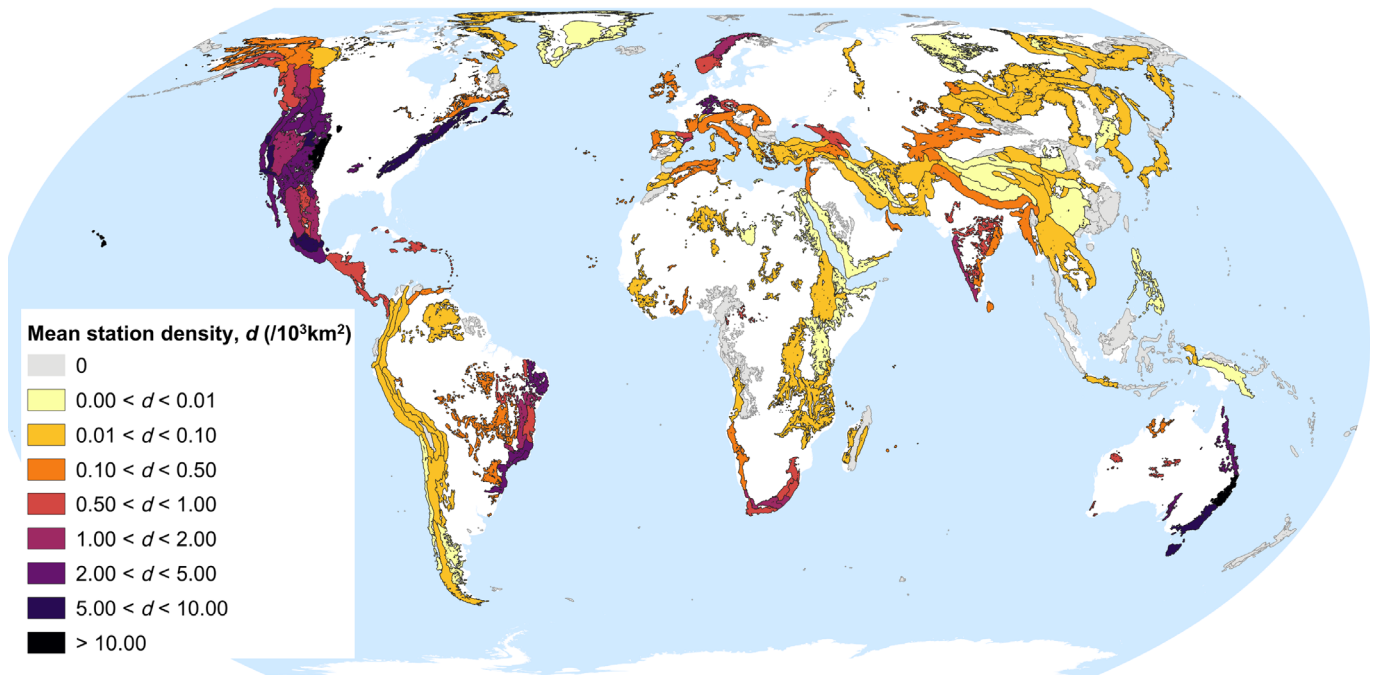 Mean station density, d (/10³km²)
0
0.00 < d < 0.01
0.01 < d < 0.10
0.10 < d < 0.50
0.50 < d < 1.00
1.00 < d < 2.00
2.00 < d < 5.00
5.00 < d < 10.00
> 10.00